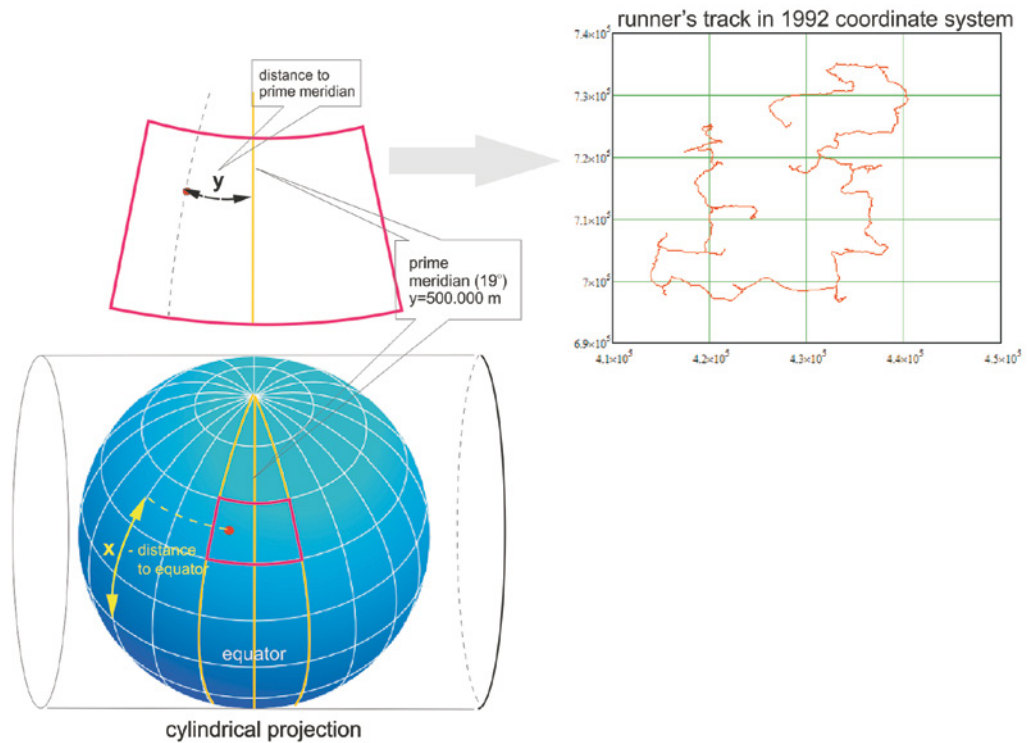 runner's track in 1992 coordinate system
7.4×10⁵
7.3×10⁵
7.2×10⁵
7.1×10⁵
7×10⁵
6.9×10⁵
4.1×10⁵
4.2×10⁵
4.3×10⁵
4.4×10⁵
4.5×10⁵
distance to
prime meridian
y
prime
meridian (19°)
y=500.000 m
x - distance
to equator
equator
cylindrical projection